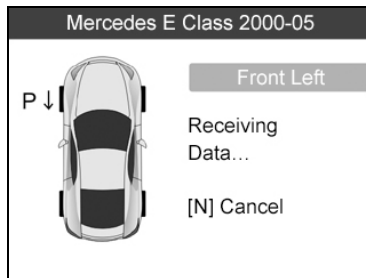 Mercedes E Class 2000-05
Front Left
P ↓
Receiving
Data...
[N] Cancel